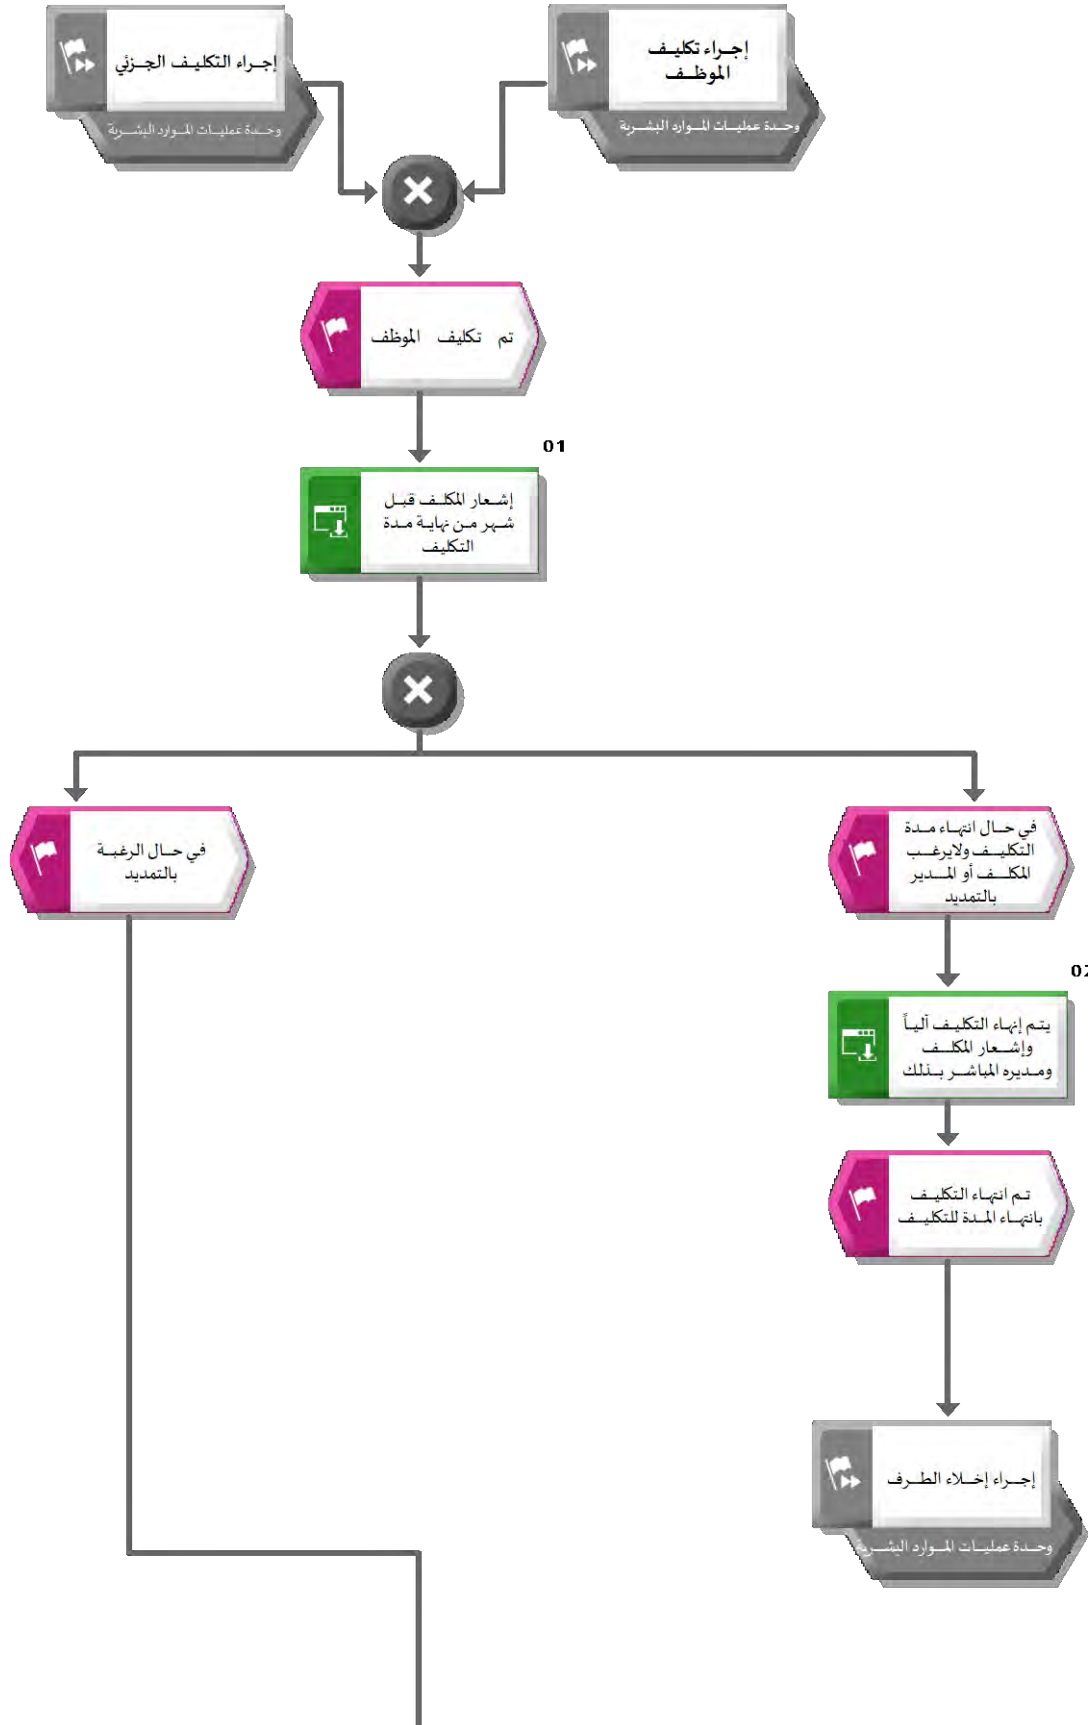 إجراء تكليف
الموظف
وحدة عمليات الموارد البشرية
إجراء التكليف الجزئي
وحدة عمليات الموارد البشرية
تم تكليف الموظف
01
إشعار المكلف قبل
شهر من نهاية مدة
التكليف
في حال انتهاء مدة
التكليف ولايرغب
المكلف أو المدير
بالتمديد
في حال الرغبة
بالتمديد
02
يتم إنهاء التكليف آلياً
وإشعار المكلف
ومديره المباشر بذلك
تم انتهاء التكليف
بانتهاء المدة للتكليف
إجراء إخلاء الطرف
وحدة عمليات الموارد البشرية